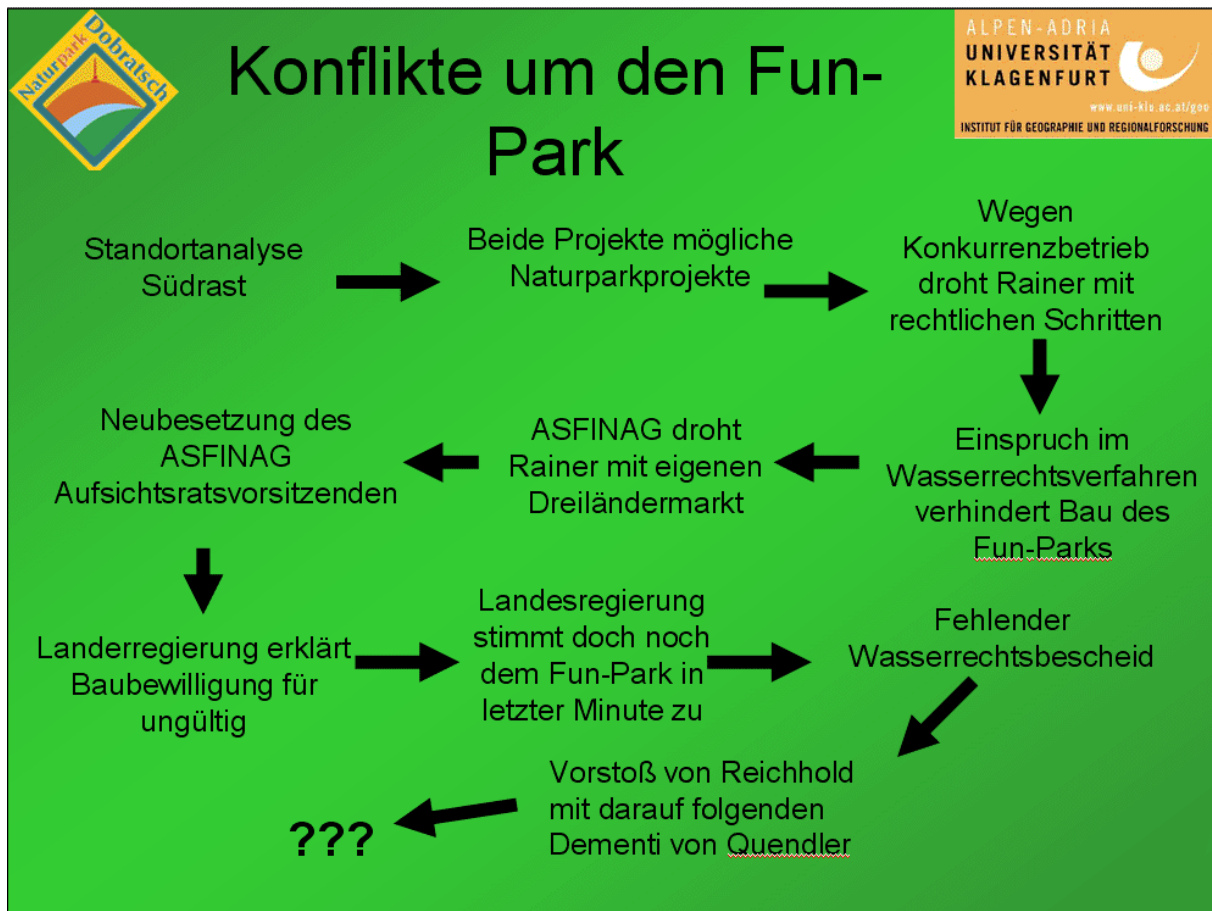 Naturpark Dobratsch
Konflikte um den Fun-
Park
ALPEN-ADRIA
UNIVERSITÄT
KLAGENFURT
www.uni-klu.ac.at/geo
INSTITUT FÜR GEOGRAPHIE UND REGIONALFORSCHUNG
Standortanalyse
Südrast
Beide Projekte mögliche
Naturparkprojekte
Wegen
Konkurrenzbetrieb
droht Rainer mit
rechtlichen Schritten
Einspruch im
Wasserrechtsverfahren
verhindert Bau des
Fun-Parks
ASFINAG droht
Rainer mit eigenen
Dreiländermarkt
Neubesetzung des
ASFINAG
Aufsichtsratsvorsitzenden
Landerregierung erklärt
Baubewilligung für
ungültig
Landesregierung
stimmt doch noch
dem Fun-Park in
letzter Minute zu
Fehlender
Wasserrechtsbescheid
Vorstoß von Reichhold
mit darauf folgenden
Dementi von Quendler
???